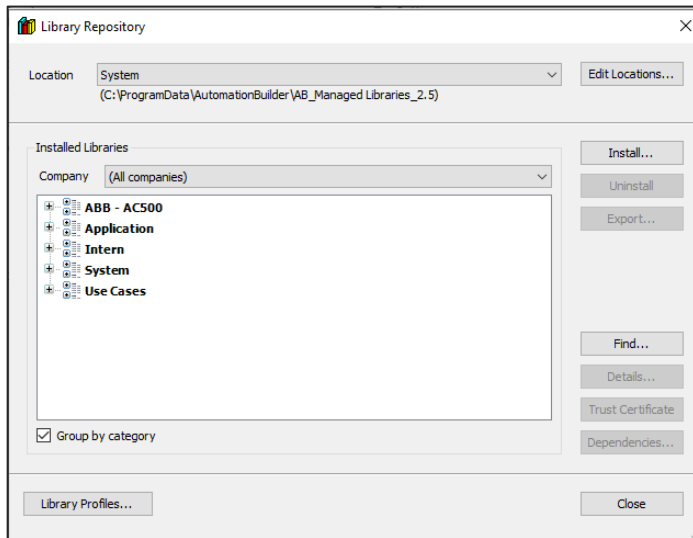 Library Repository
Location
System
Edit Locations...
(C:\ProgramData\AutomationBuilder\AB_Managed Libraries_2.5)
Installed Libraries
Company
(All companies)
Install...
Uninstall
Export...
ABB - AC500
Application
Intern
System
Use Cases
Find...
Details...
Trust Certificate
Dependencies...
Group by category
Library Profiles...
Close